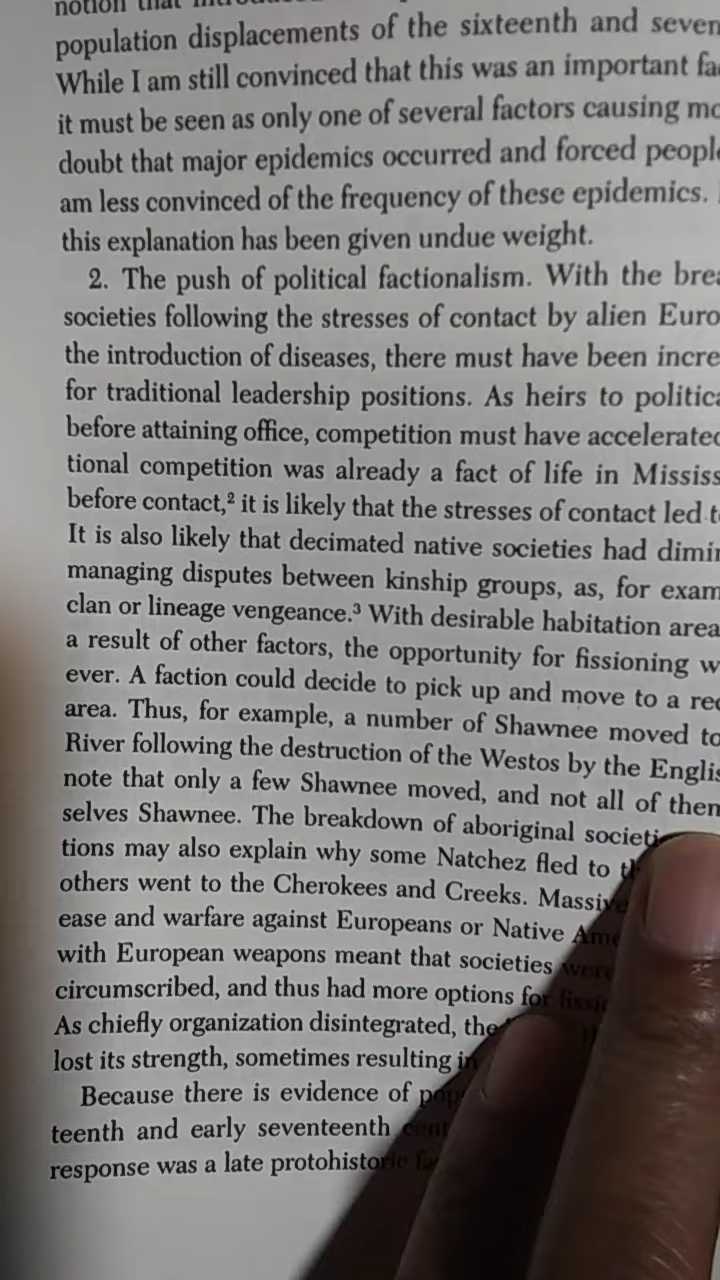 notion that
population displacements of the sixteenth and seven
While I am still convinced that this was an important fa
it must be seen as only one of several factors causing mo
doubt that major epidemics occurred and forced peopl
am less convinced of the frequency of these epidemics.
this explanation has been given undue weight.
2. The push of political factionalism. With the brea
societies following the stresses of contact by alien Euro
the introduction of diseases, there must have been incre
for traditional leadership positions. As heirs to politica
before attaining office, competition must have accelerated
tional competition was already a fact of life in Mississ
before contact,² it is likely that the stresses of contact led t
It is also likely that decimated native societies had dimin
managing disputes between kinship groups, as, for exam
clan or lineage vengeance.³ With desirable habitation area
a result of other factors, the opportunity for fissioning w
ever. A faction could decide to pick up and move to a rec
area. Thus, for example, a number of Shawnee moved to
River following the destruction of the Westos by the Englis
note that only a few Shawnee moved, and not all of them
selves Shawnee. The breakdown of aboriginal societi
tions may also explain why some Natchez fled to th
others went to the Cherokees and Creeks. Massive
ease and warfare against Europeans or Native Ame
with European weapons meant that societies were
circumscribed, and thus had more options for fissio
As chiefly organization disintegrated, the
lost its strength, sometimes resulting in
Because there is evidence of pop
teenth and early seventeenth cent
response was a late protohistoric